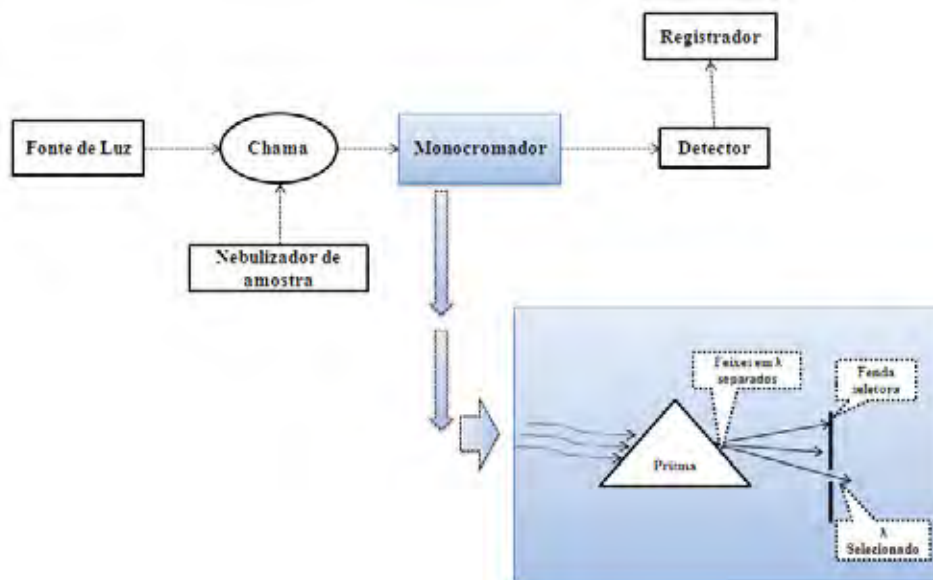 Registrador
Fonte de Luz
Chama
Monocromador
Detector
Nebulizador de
amostra
Feixes em λ
separados
Fenda
seletora
Prisma
λ
Selecionado